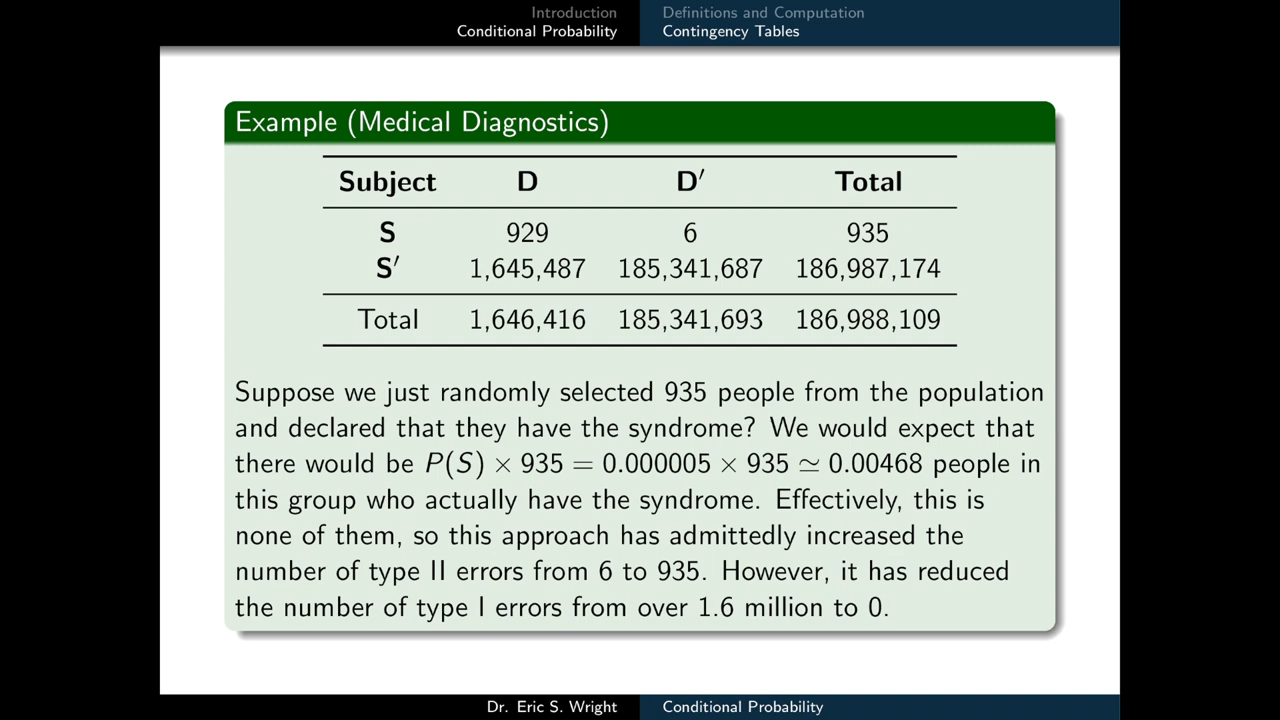 Introduction
Conditional Probability
Definitions and Computation
Contingency Tables
Example (Medical Diagnostics)
Subject D D′ Total
S 929 6 935
S′ 1,645,487 185,341,687 186,987,174
Total 1,646,416 185,341,693 186,988,109
Suppose we just randomly selected 935 people from the population
and declared that they have the syndrome? We would expect that
there would be P(S) × 935 = 0.000005 × 935 ≃ 0.00468 people in
this group who actually have the syndrome. Effectively, this is
none of them, so this approach has admittedly increased the
number of type II errors from 6 to 935. However, it has reduced
the number of type I errors from over 1.6 million to 0.
Dr. Eric S. Wright
Conditional Probability